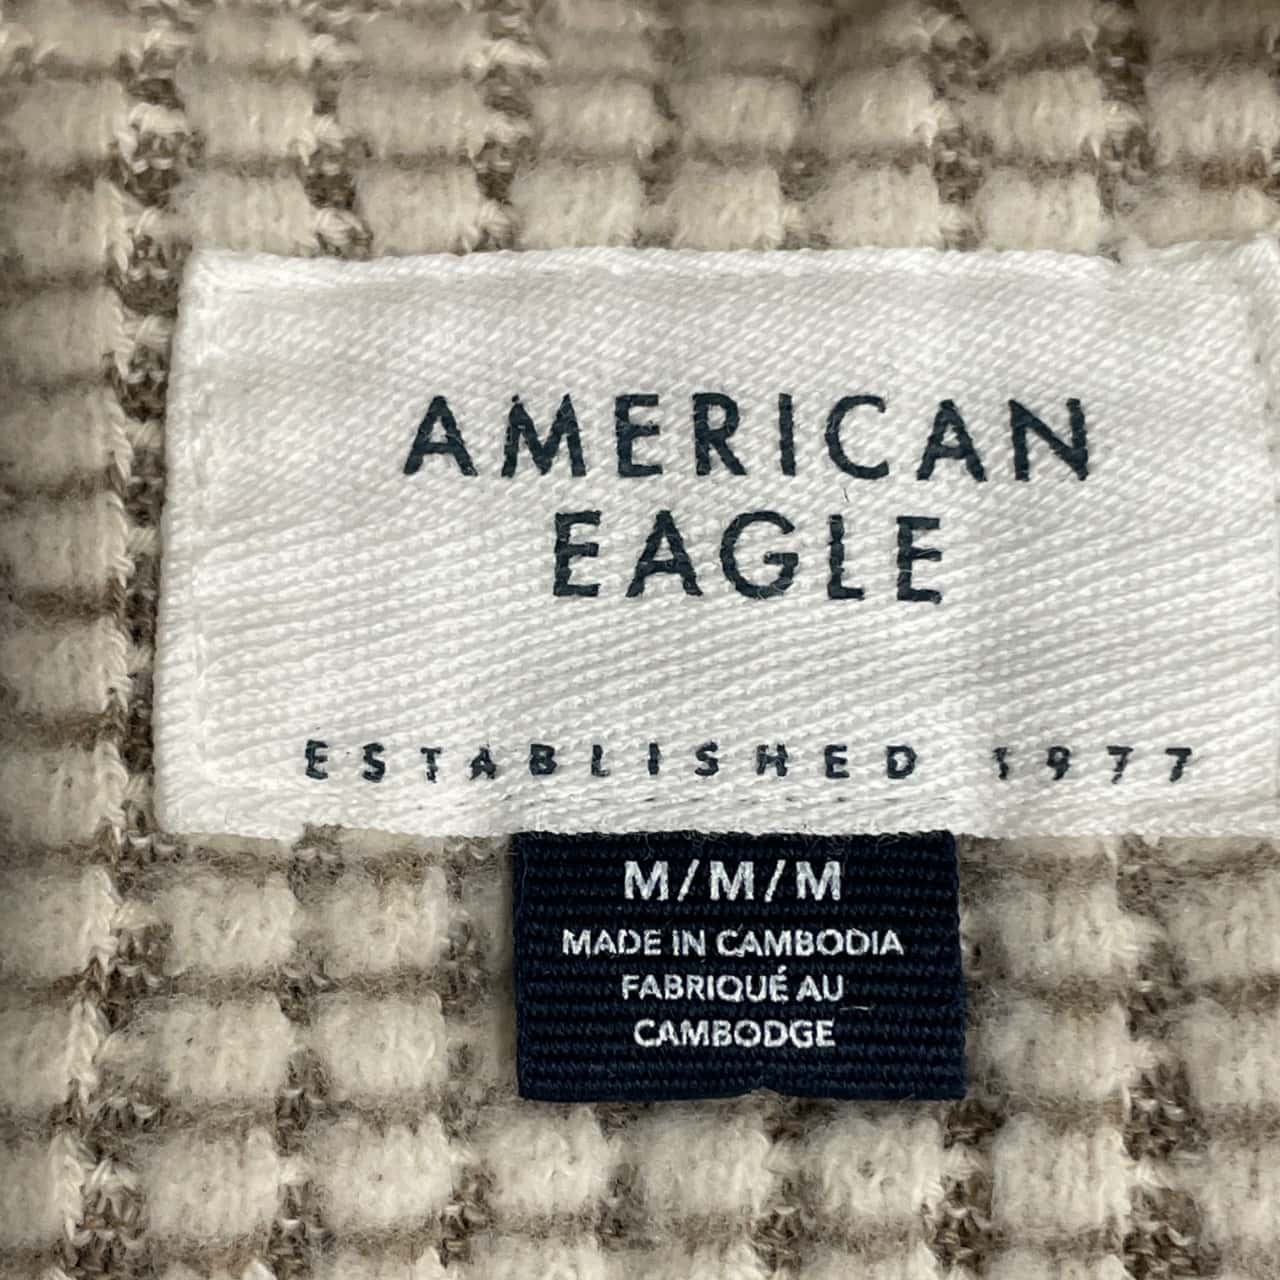 AMERICAN
EAGLE
ESTABLISHED 1977
M/M/M
MADE IN CAMBODIA
FABRIQUÉ AU
CAMBODGE